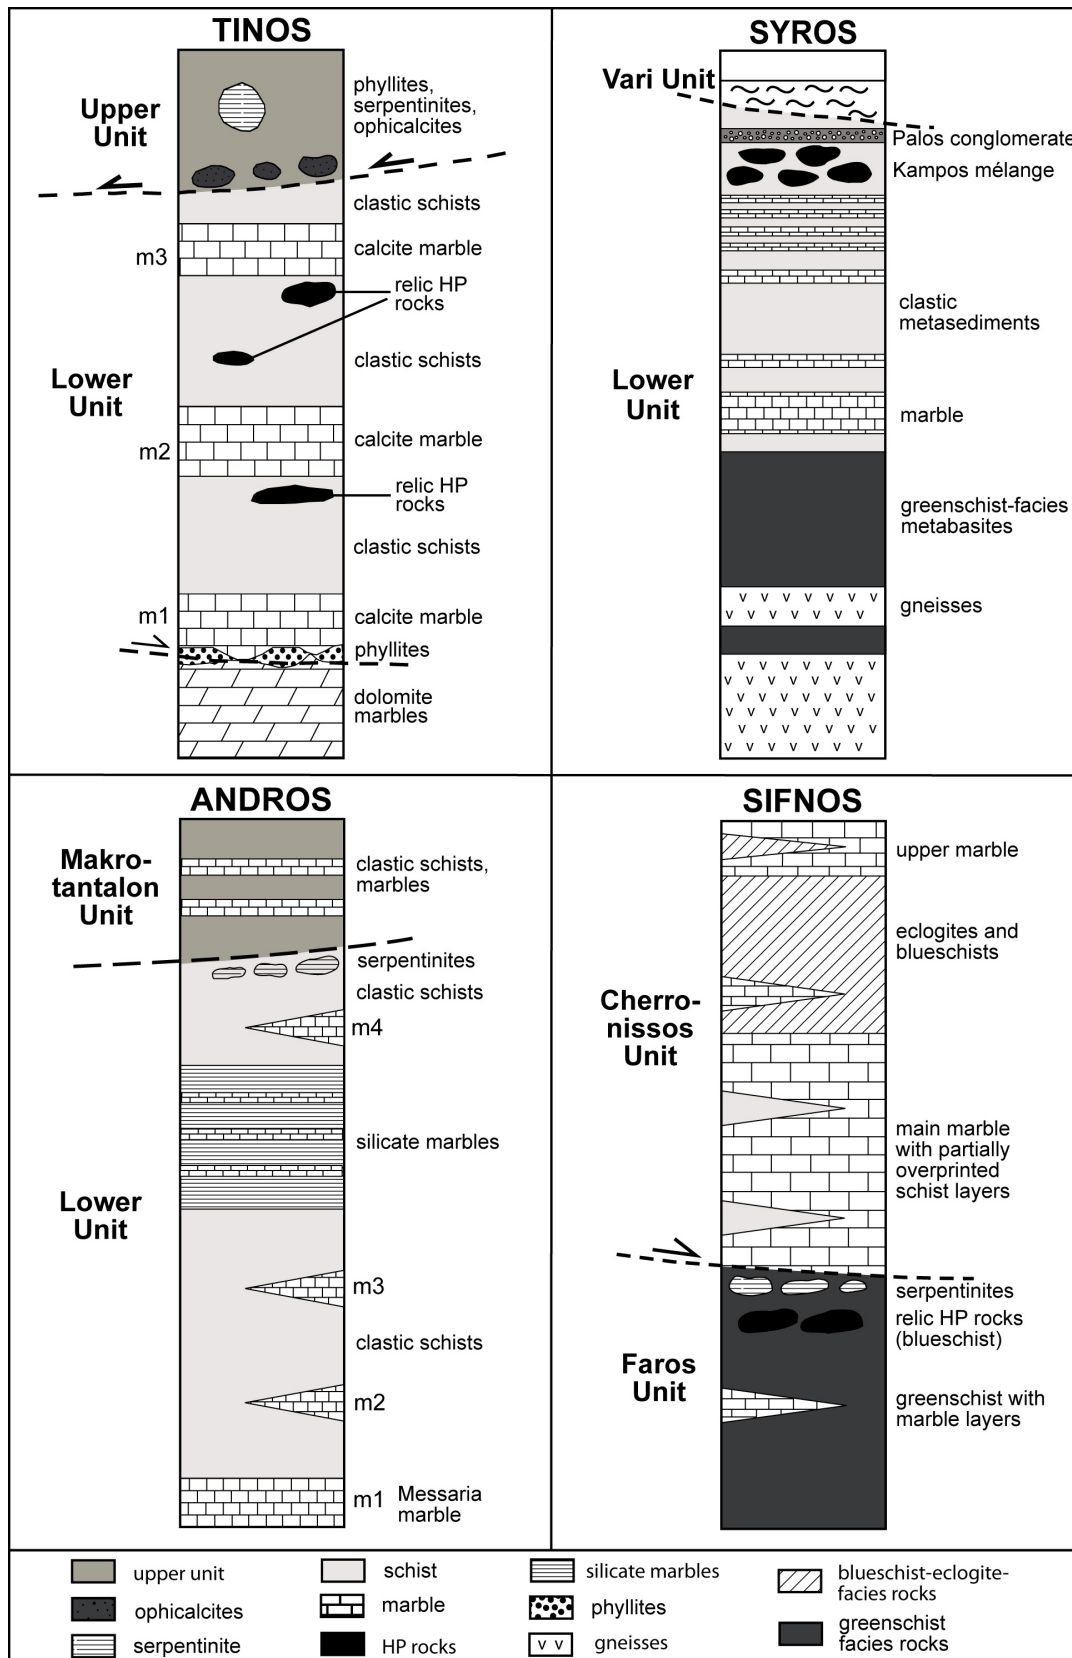 TINOS
Upper
Unit
phyllites,
serpentinites,
ophicalcites
clastic schists
m3
calcite marble
relic HP
rocks
clastic schists
Lower
Unit
m2
calcite marble
relic HP
rocks
clastic schists
m1
calcite marble
phyllites
dolomite
marbles
SYROS
Vari Unit
Palos conglomerate
Kampos mélange
clastic
metasediments
Lower
Unit
marble
greenschist-facies
metabasites
gneisses
ANDROS
Makro-
tantalon
Unit
clastic schists,
marbles
serpentinites
clastic schists
m4
silicate marbles
Lower
Unit
m3
clastic schists
m2
m1 Messaria
marble
SIFNOS
upper marble
eclogites and
blueschists
Cherro-
nissos
Unit
main marble
with partially
overprinted
schist layers
serpentinites
relic HP rocks
(blueschist)
Faros
Unit
greenschist with
marble layers
upper unit
ophicalcites
serpentinite
schist
marble
HP rocks
silicate marbles
phyllites
v v gneisses
blueschist-eclogite-
facies rocks
greenschist
facies rocks